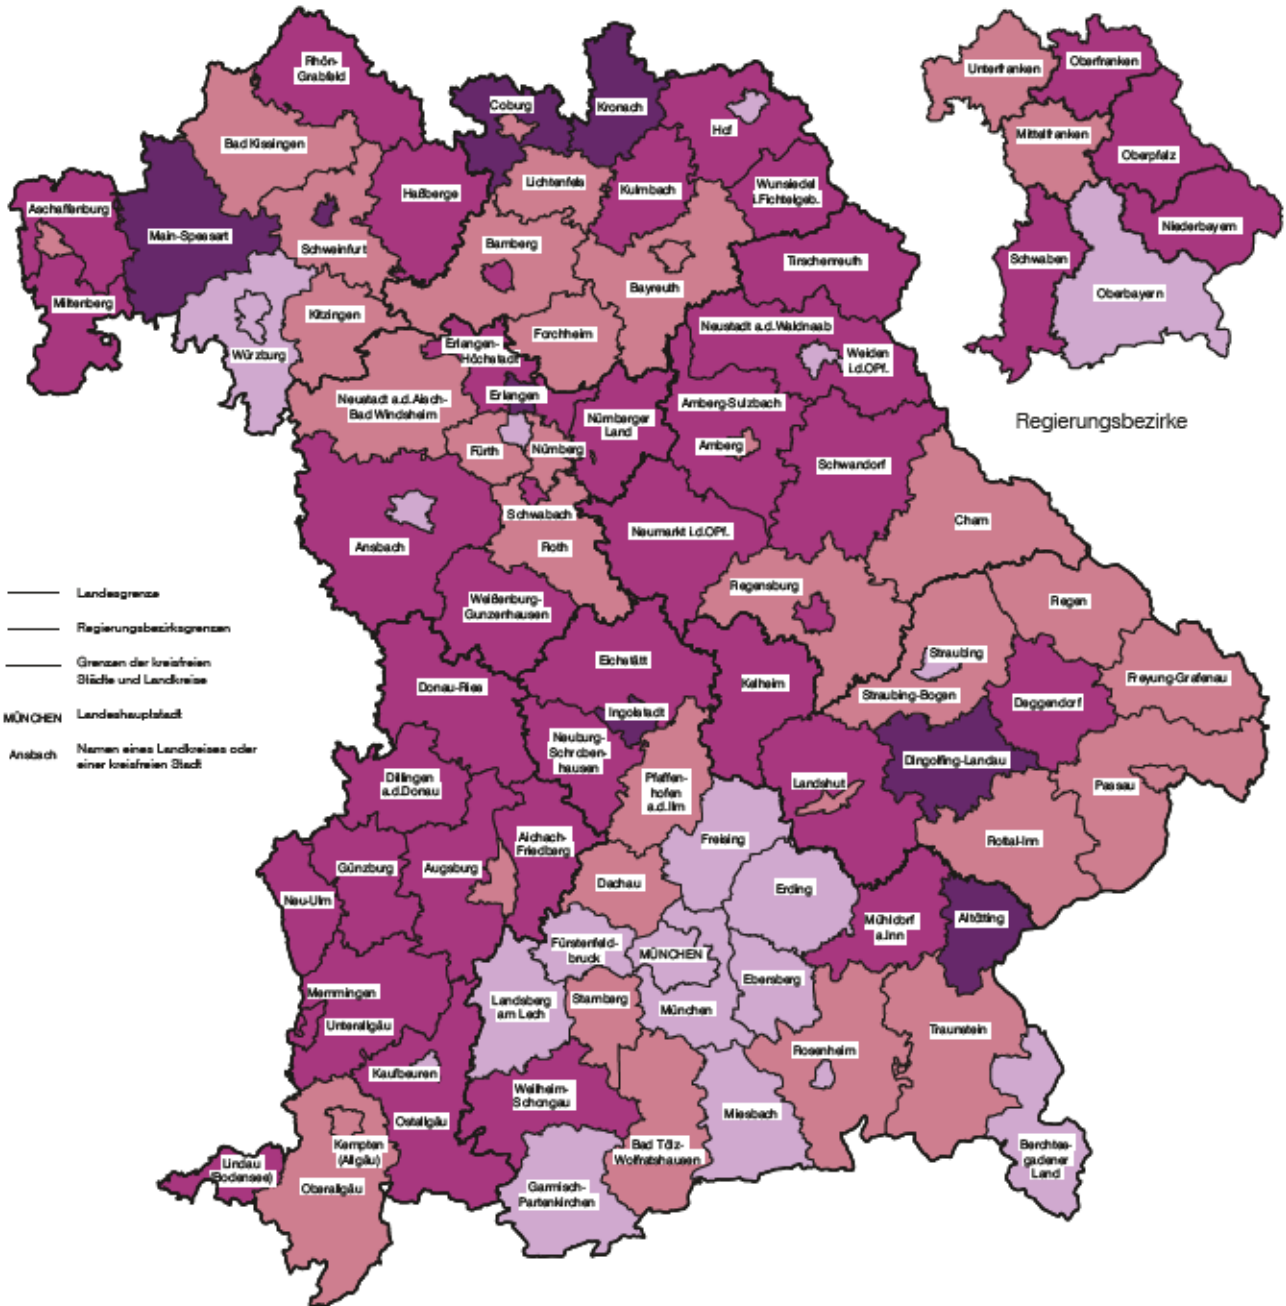 Rhön-
Grabfeld
Coburg
Kronach
Hof
Unterfranken
Oberfranken
Bad Kissingen
Mittelfranken
Oberpfalz
Lichtenfels
Kulmbach
Wunsiedel
i.Fichtelgeb.
Haßberge
Aschaffenburg
Main-Spessart
Schweinfurt
Bamberg
Niederbayern
Schwaben
Tirschenreuth
Bayreuth
Oberbayern
Miltenberg
Kitzingen
Neustadt a.d.Waldnaab
Forchheim
Erlangen-
Höchstadt
Würzburg
Weiden
i.d.OPf.
Erlangen
Neustadt a.d.Aisch-
Bad Windsheim
Amberg-Sulzbach
Nürnberger
Land
Regierungsbezirke
Fürth
Nürnberg
Amberg
Schwandorf
Schwabach
Cham
Ansbach
Roth
Neumarkt i.d.OPf.
Regensburg
Landesgrenze
Weißenburg-
Gunzenhausen
Regen
Regierungsbezirksgrenzen
Straubing
Eichstätt
Grenzen der kreisfreien
Städte und Landkreise
Donau-Ries
Kelheim
Straubing-Bogen
Deggendorf
Freyung-Grafenau
MÜNCHEN
Landeshauptstadt
Ingolstadt
Neuburg-
Schroben-
hausen
Ansbach
Namen eines Landkreises oder
einer kreisfreien Stadt
Dingolfing-Landau
Dillingen
a.d.Donau
Pfaffen-
hofen
a.d.Ilm
Landshut
Passau
Aichach-
Friedberg
Freising
Rottal-Inn
Günzburg
Augsburg
Dachau
Erding
Neu-Ulm
Mühldorf
a.Inn
Altötting
Fürstenfeld-
bruck
MÜNCHEN
Ebersberg
Memmingen
Landsberg
am Lech
Starnberg
München
Unterallgäu
Traunstein
Rosenheim
Kaufbeuren
Weilheim-
Schongau
Miesbach
Ostallgäu
Kempten
(Allgäu)
Bad Tölz-
Wolfratshausen
Berchtes-
gadener
Land
Lindau
(Bodensee)
Oberallgäu
Garmisch-
Partenkirchen